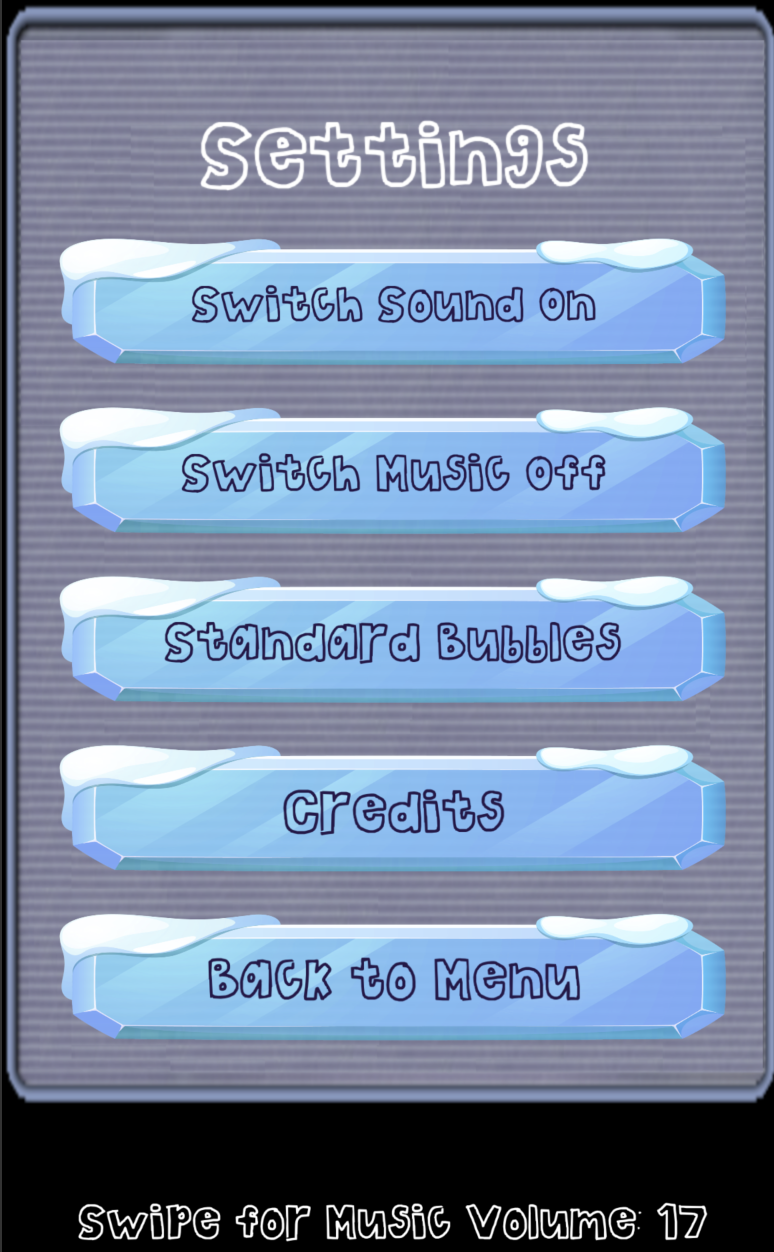 Settings
Switch Sound On
Switch Music Off
Standard Bubbles
Credits
Back to Menu
Swipe for Music Volume: 17